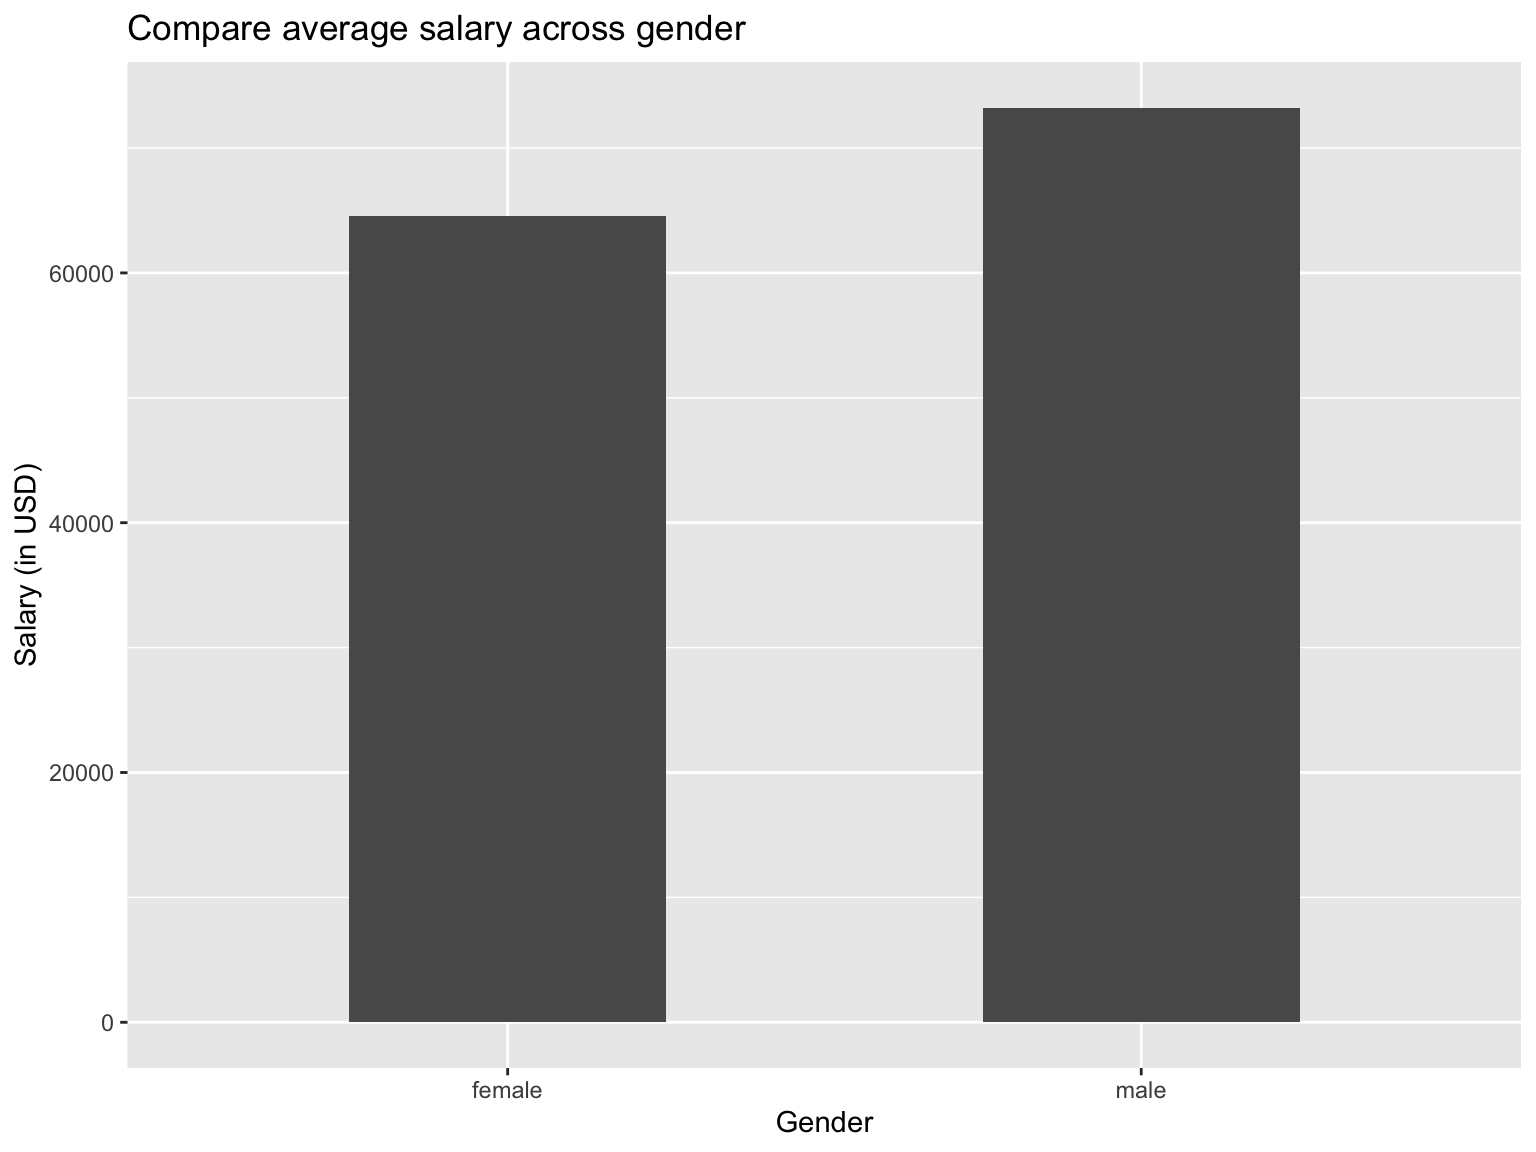 Compare average salary across gender
Salary (in USD)
60000
40000
20000
0
female
male
Gender